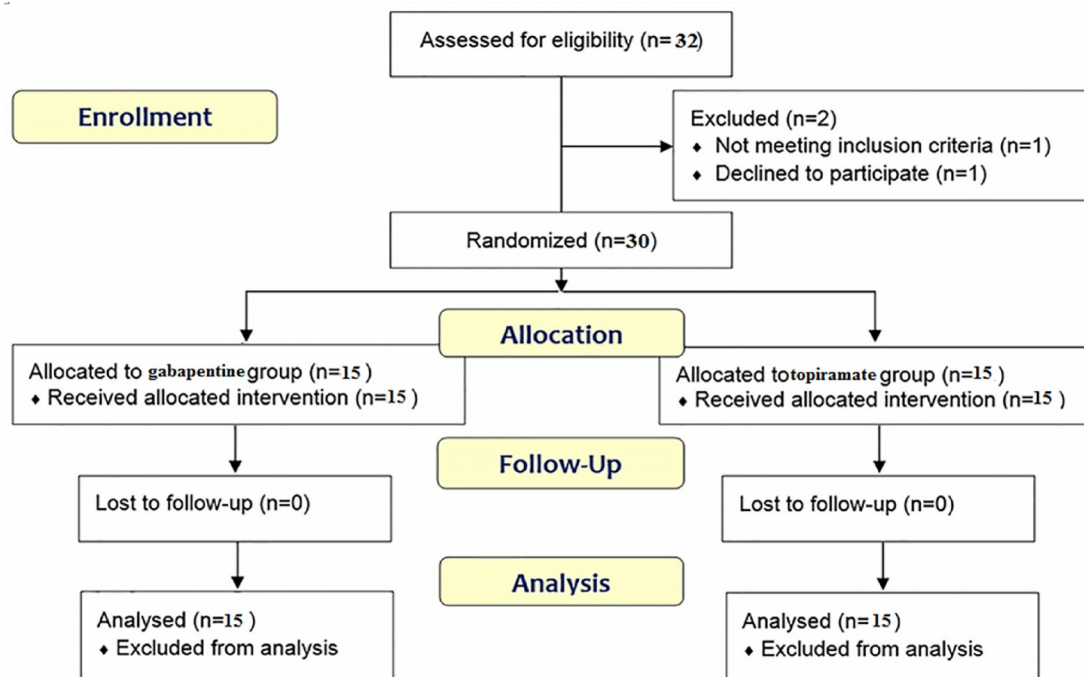 Assessed for eligibility (n=32)
Enrollment
Excluded (n=2)
♦ Not meeting inclusion criteria (n=1)
♦ Declined to participate (n=1)
Randomized (n=30)
Allocation
Allocated to gabapentine group (n=15 )
♦ Received allocated intervention (n=15 )
Allocated to topiramate group (n=15 )
♦ Received allocated intervention (n=15 )
Follow-Up
Lost to follow-up (n=0)
Lost to follow-up (n=0)
Analysis
Analysed (n=15 )
♦ Excluded from analysis
Analysed (n=15 )
♦ Excluded from analysis